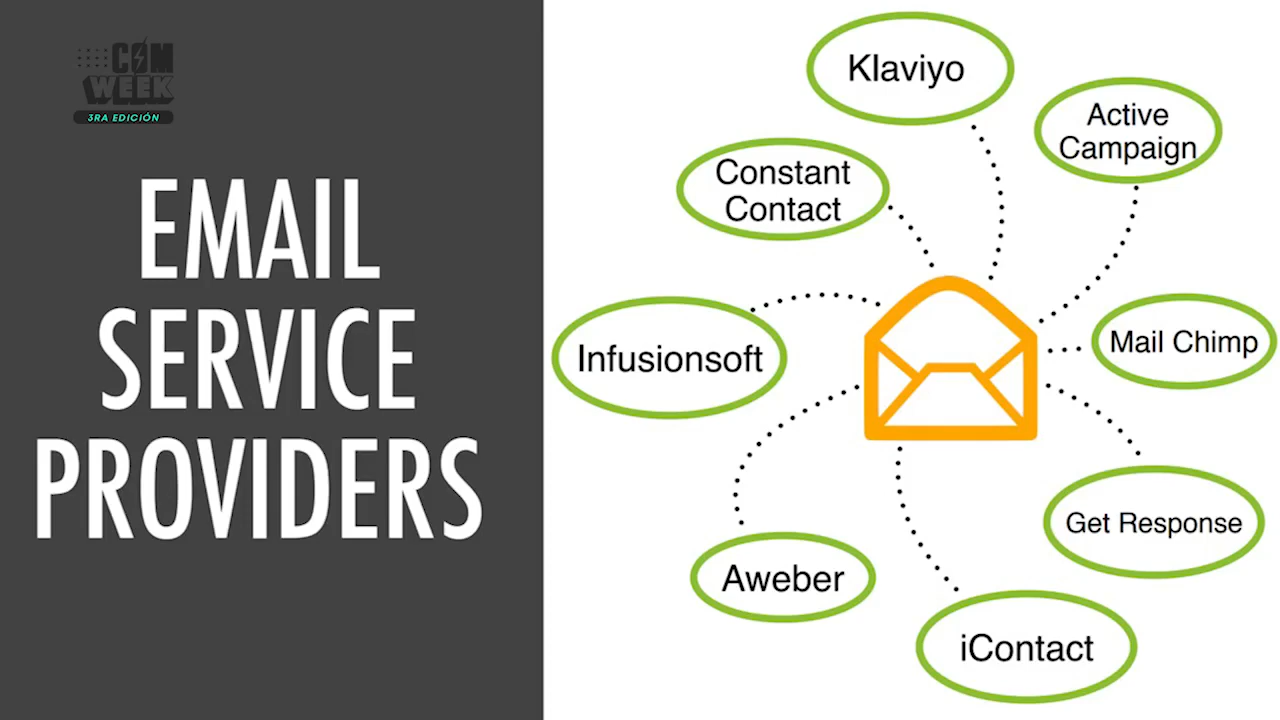 COM
WEEK
3RA EDICIÓN
EMAIL
SERVICE
PROVIDERS
Klaviyo
Active
Campaign
Constant
Contact
Infusionsoft
Mail Chimp
Get Response
Aweber
iContact